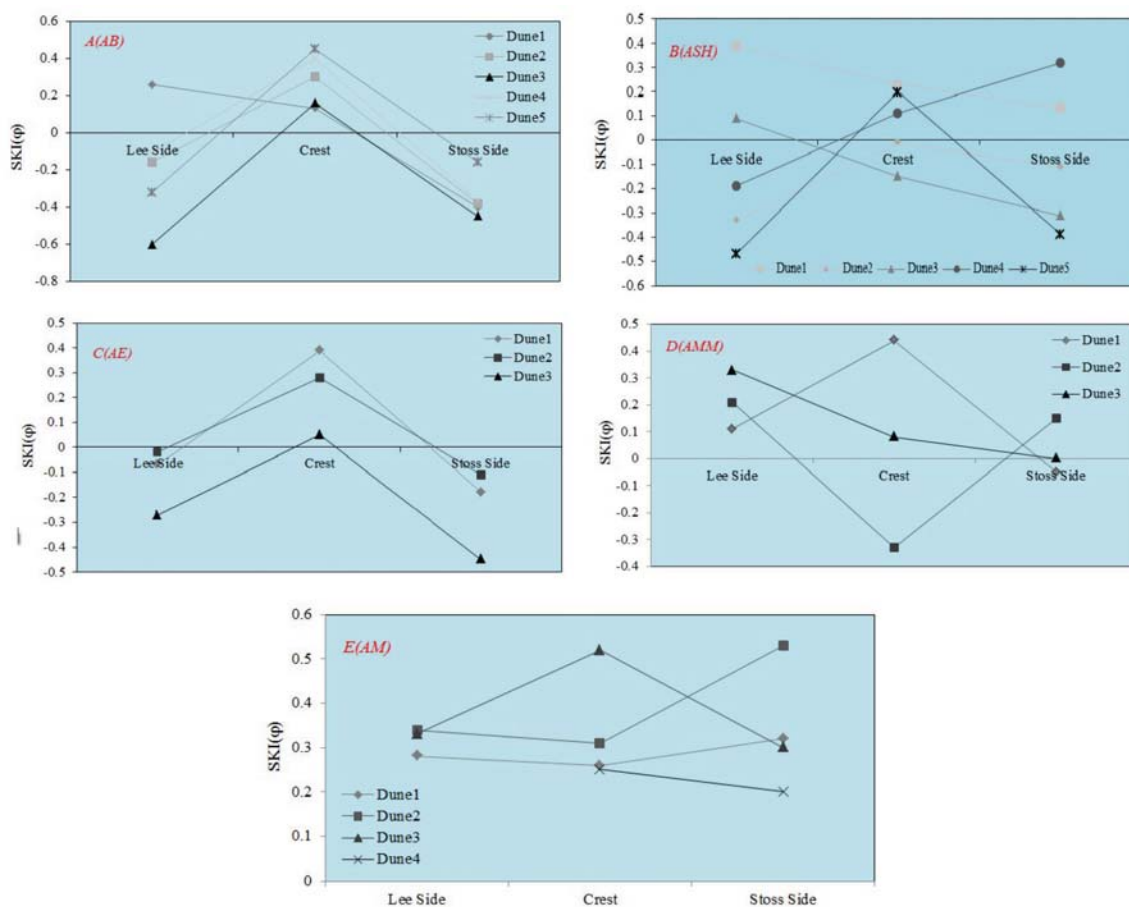 A(AB)
SKI(φ)
0.6
0.4
0.2
0
-0.2
-0.4
-0.6
-0.8
Lee Side Crest Stoss Side
Dune1
Dune2
Dune3
Dune4
Dune5
B(ASH)
SKI(φ)
0.5
0.4
0.3
0.2
0.1
0
-0.1
-0.2
-0.3
-0.4
-0.5
-0.6
Lee Side Crest Stoss Side
Dune1 Dune2 Dune3 Dune4 Dune5
C(AE)
SKI(φ)
0.5
0.4
0.3
0.2
0.1
0
-0.1
-0.2
-0.3
-0.4
-0.5
Lee Side Crest Stoss Side
Dune1
Dune2
Dune3
D(AMM)
SKI(φ)
0.5
0.4
0.3
0.2
0.1
0
-0.1
-0.2
-0.3
-0.4
Lee Side Crest Stoss Side
Dune1
Dune2
Dune3
E(AM)
SKI(φ)
0.6
0.5
0.4
0.3
0.2
0.1
0
Dune1
Dune2
Dune3
Dune4
Lee Side Crest Stoss Side